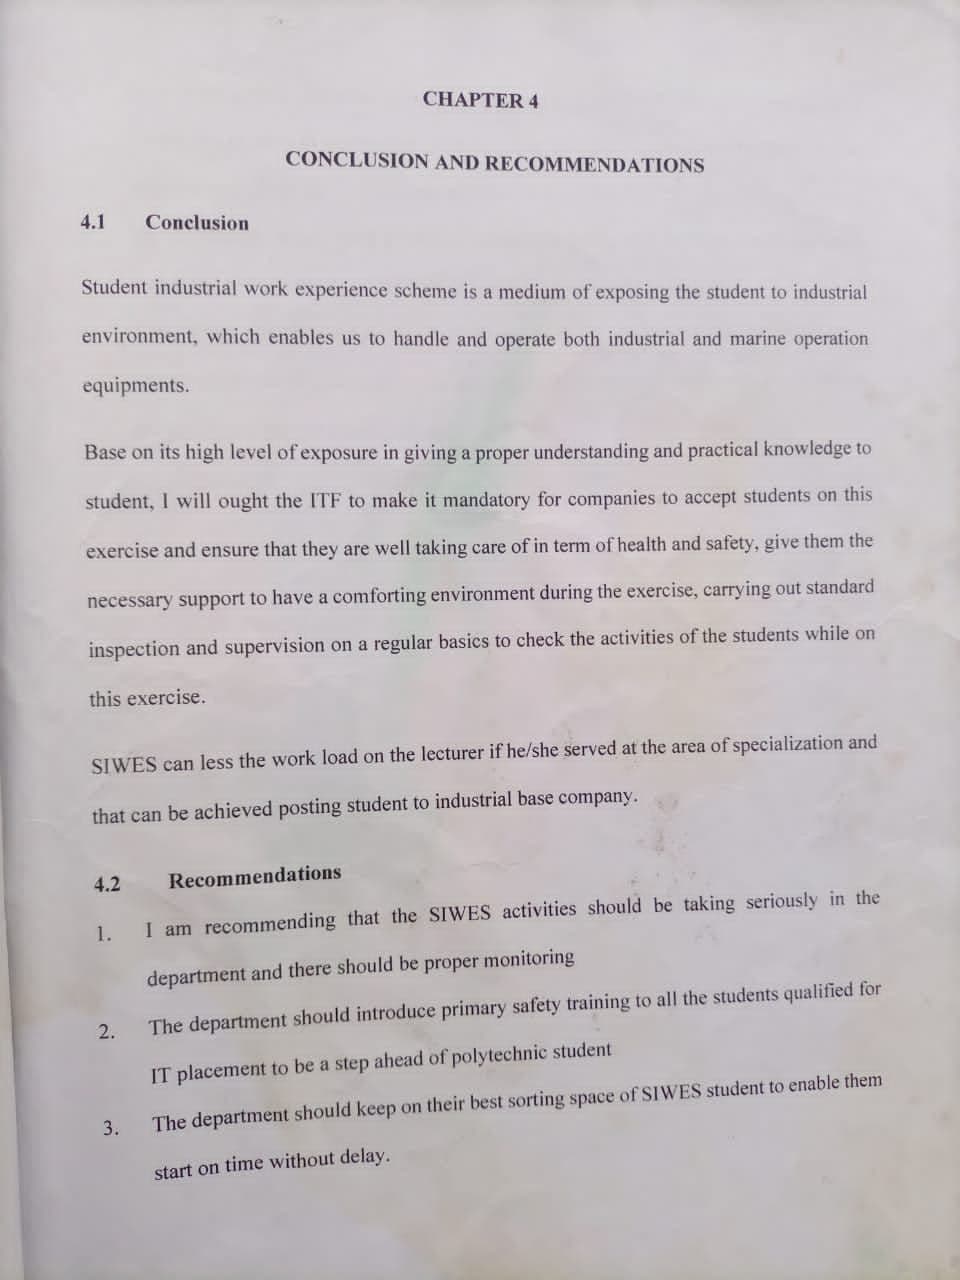 CHAPTER 4
CONCLUSION AND RECOMMENDATIONS
4.1 Conclusion
Student industrial work experience scheme is a medium of exposing the student to industrial
environment, which enables us to handle and operate both industrial and marine operation
equipments.
Base on its high level of exposure in giving a proper understanding and practical knowledge to
student, I will ought the ITF to make it mandatory for companies to accept students on this
exercise and ensure that they are well taking care of in term of health and safety, give them the
necessary support to have a comforting environment during the exercise, carrying out standard
inspection and supervision on a regular basics to check the activities of the students while on
this exercise.
SIWES can less the work load on the lecturer if he/she served at the area of specialization and
that can be achieved posting student to industrial base company.
4.2 Recommendations
1. I am recommending that the SIWES activities should be taking seriously in the
department and there should be proper monitoring
2. The department should introduce primary safety training to all the students qualified for
IT placement to be a step ahead of polytechnic student
3. The department should keep on their best sorting space of SIWES student to enable them
start on time without delay.